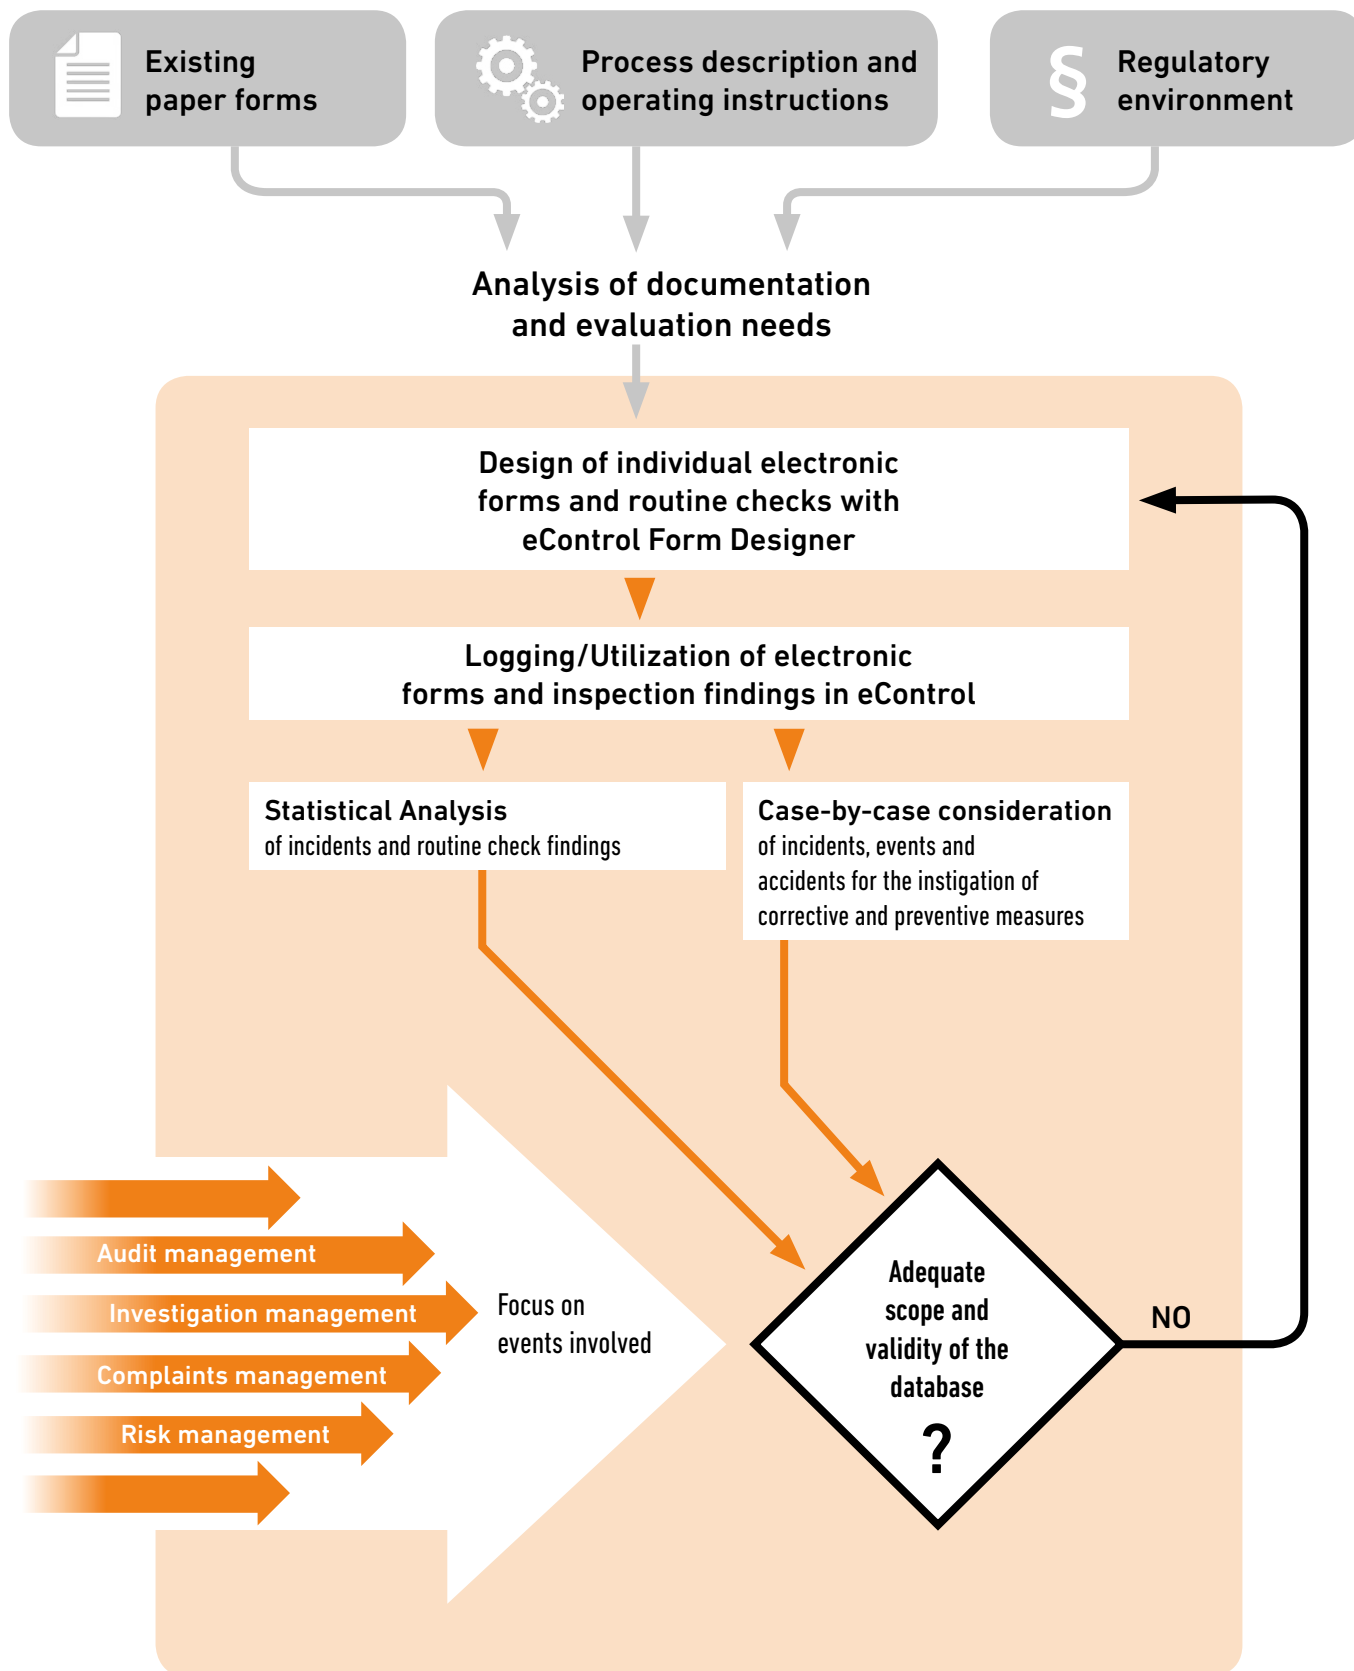 Existing
paper forms
Process description and
operating instructions
§
Regulatory
environment
Analysis of documentation
and evaluation needs
Design of individual electronic
forms and routine checks with
eControl Form Designer
Logging/Utilization of electronic
forms and inspection findings in eControl
Statistical Analysis
of incidents and routine check findings
Case-by-case consideration
of incidents, events and
accidents for the instigation of
corrective and preventive measures
Audit management
Investigation management
Complaints management
Risk management
Focus on
events involved
Adequate
scope and
validity of the
database
?
NO